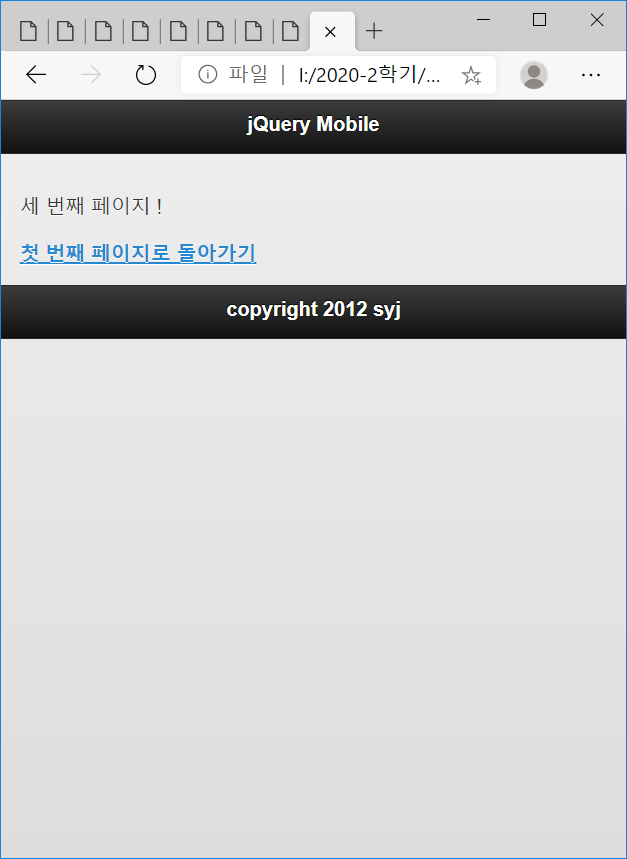 파일 | I:/2020-2학기/...
jQuery Mobile
세 번째 페이지 !
첫 번째 페이지로 돌아가기
copyright 2012 syj